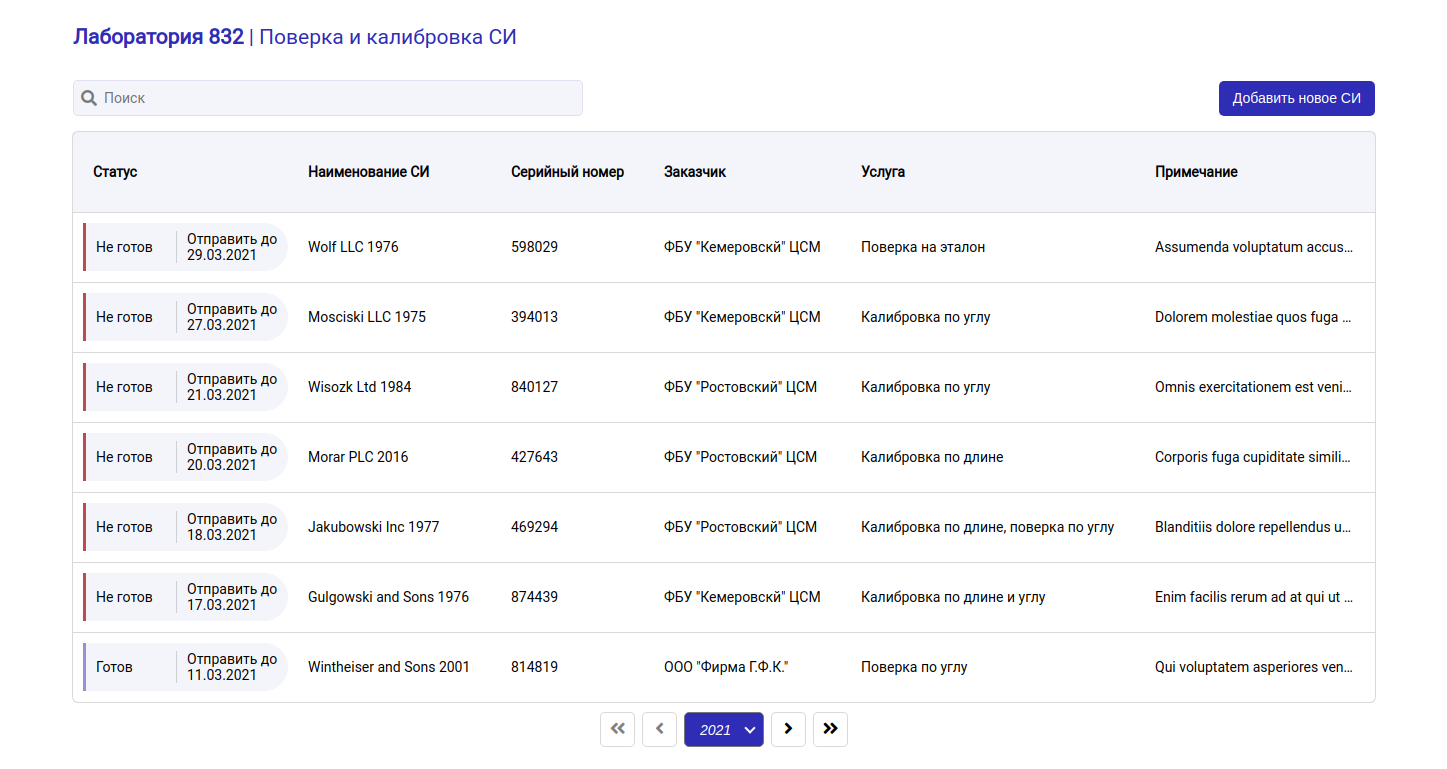 Лаборатория 832 | Поверка и калибровка СИ
Поиск
Добавить новое СИ
Статус Наименование СИ Серийный номер Заказчик Услуга Примечание
Не готов Отправить до 29.03.2021 Wolf LLC 1976 598029 ФБУ "Кемеровскй" ЦСМ Поверка на эталон Assumenda voluptatum accus...
Не готов Отправить до 27.03.2021 Mosciski LLC 1975 394013 ФБУ "Кемеровскй" ЦСМ Калибровка по углу Dolorem molestiae quos fuga ...
Не готов Отправить до 21.03.2021 Wisozk Ltd 1984 840127 ФБУ "Ростовский" ЦСМ Калибровка по углу Omnis exercitationem est veni...
Не готов Отправить до 20.03.2021 Morar PLC 2016 427643 ФБУ "Ростовский" ЦСМ Калибровка по длине Corporis fuga cupiditate simili...
Не готов Отправить до 18.03.2021 Jakubowski Inc 1977 469294 ФБУ "Ростовский" ЦСМ Калибровка по длине, поверка по углу Blanditiis dolore repellendus u...
Не готов Отправить до 17.03.2021 Gulgowski and Sons 1976 874439 ФБУ "Кемеровскй" ЦСМ Калибровка по длине и углу Enim facilis rerum ad at qui ut ...
Готов Отправить до 11.03.2021 Wintheiser and Sons 2001 814819 ООО "Фирма Г.Ф.К." Поверка по углу Qui voluptatem asperiores ven...
2021